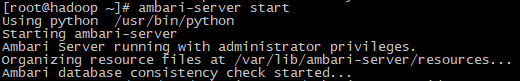 [root@hadoop ~]# ambari-server start
Using python  /usr/bin/python
Starting ambari-server
Ambari Server running with administrator privileges.
Organizing resource files at /var/lib/ambari-server/resources...
Ambari database consistency check started...